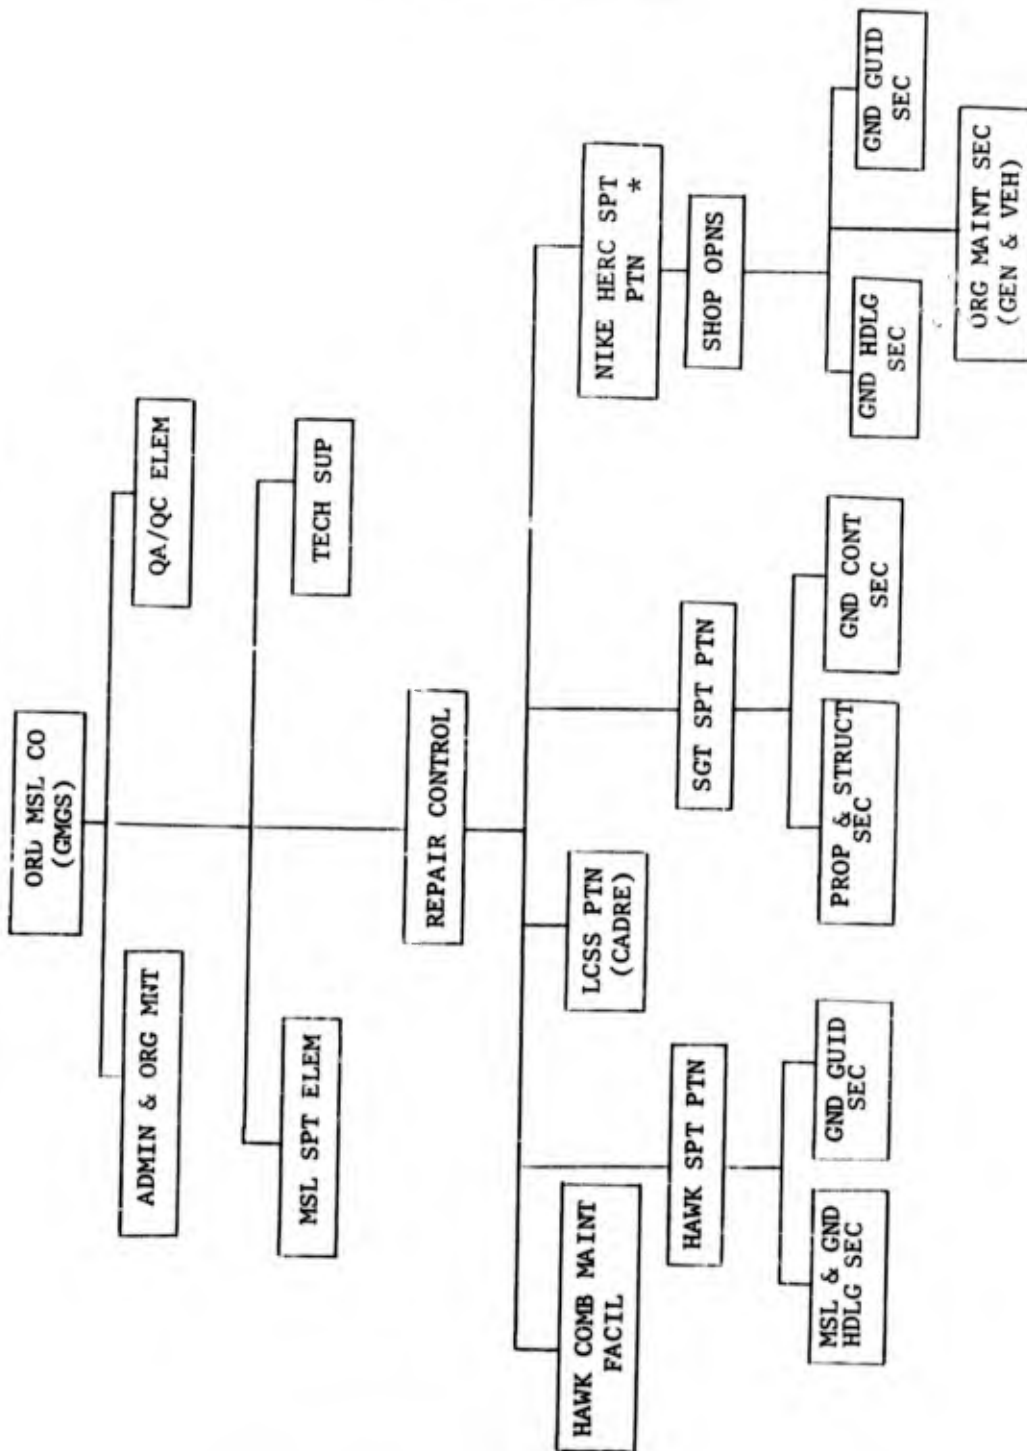 ORD MSL CO
(GMGS)
ADMIN & ORG MNT
QA/QC ELEM
MSL SPT ELEM
TECH SUP
REPAIR CONTROL
HAWK COMB MAINT
FACIL
HAWK SPT PTN
MSL & GND
HDLG SEC
GND GUID
SEC
LCSS PTN
(CADRE)
SGT SPT PTN
PROP & STRUCT
SEC
GND CONT
SEC
NIKE HERC SPT
PTN *
SHOP OPNS
GND HDLG
SEC
GND GUID
SEC
ORG MAINT SEC
(GEN & VEH)